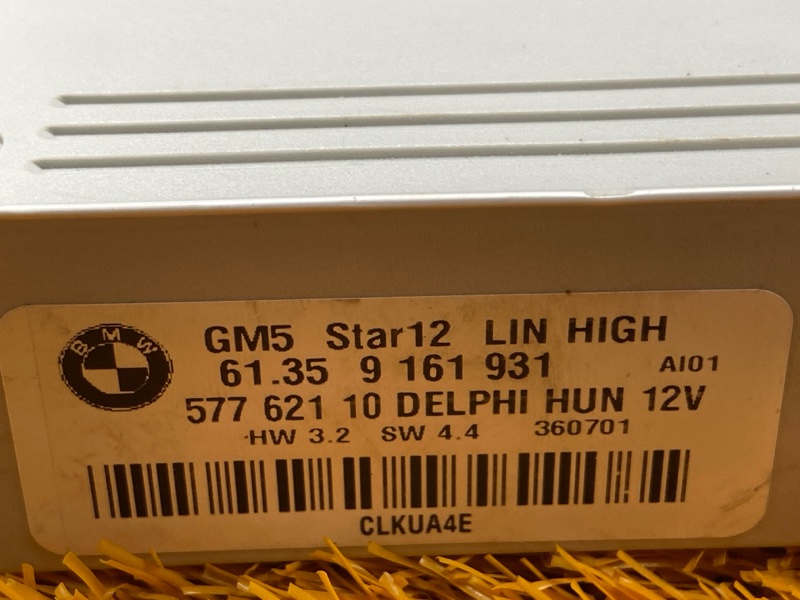 BMW
GM5 Star12 LIN HIGH
61.35 9 161 931 AI01
577 621 10 DELPHI HUN 12V
HW 3.2 SW 4.4 360701
CLKUA4E